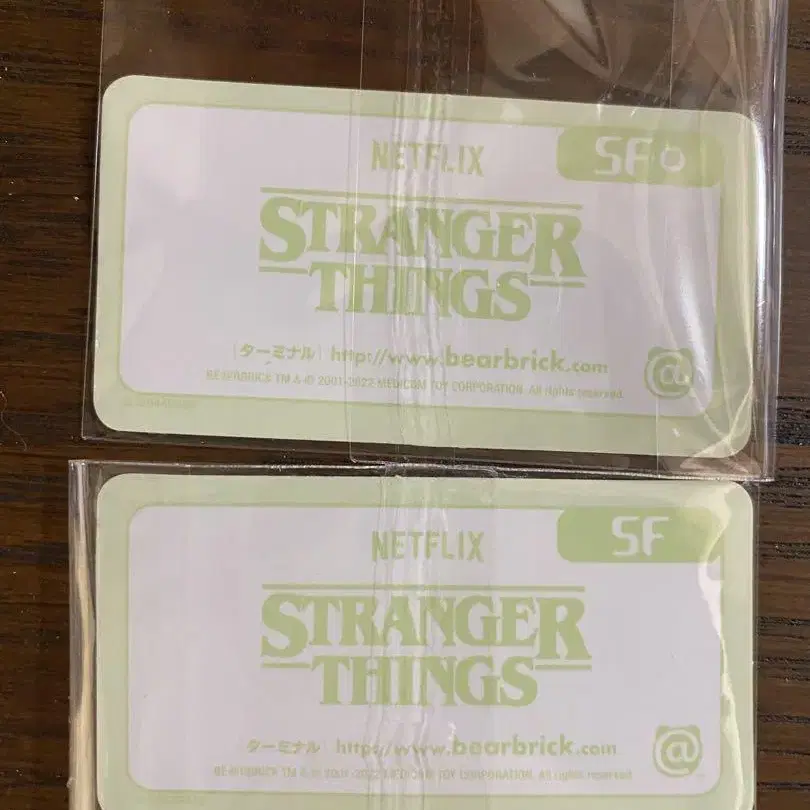 NETFLIX
SF
STRANGER
THINGS
ターミナル http://www.bearbrick.com
BE@RBRICK TM & © 2001-2022 MEDICOM TOY CORPORATION. All rights reserved.
NETFLIX
SF
STRANGER
THINGS
ターミナル http://www.bearbrick.com
BE@RBRICK TM & © 2001-2022 MEDICOM TOY CORPORATION. All rights reserved.